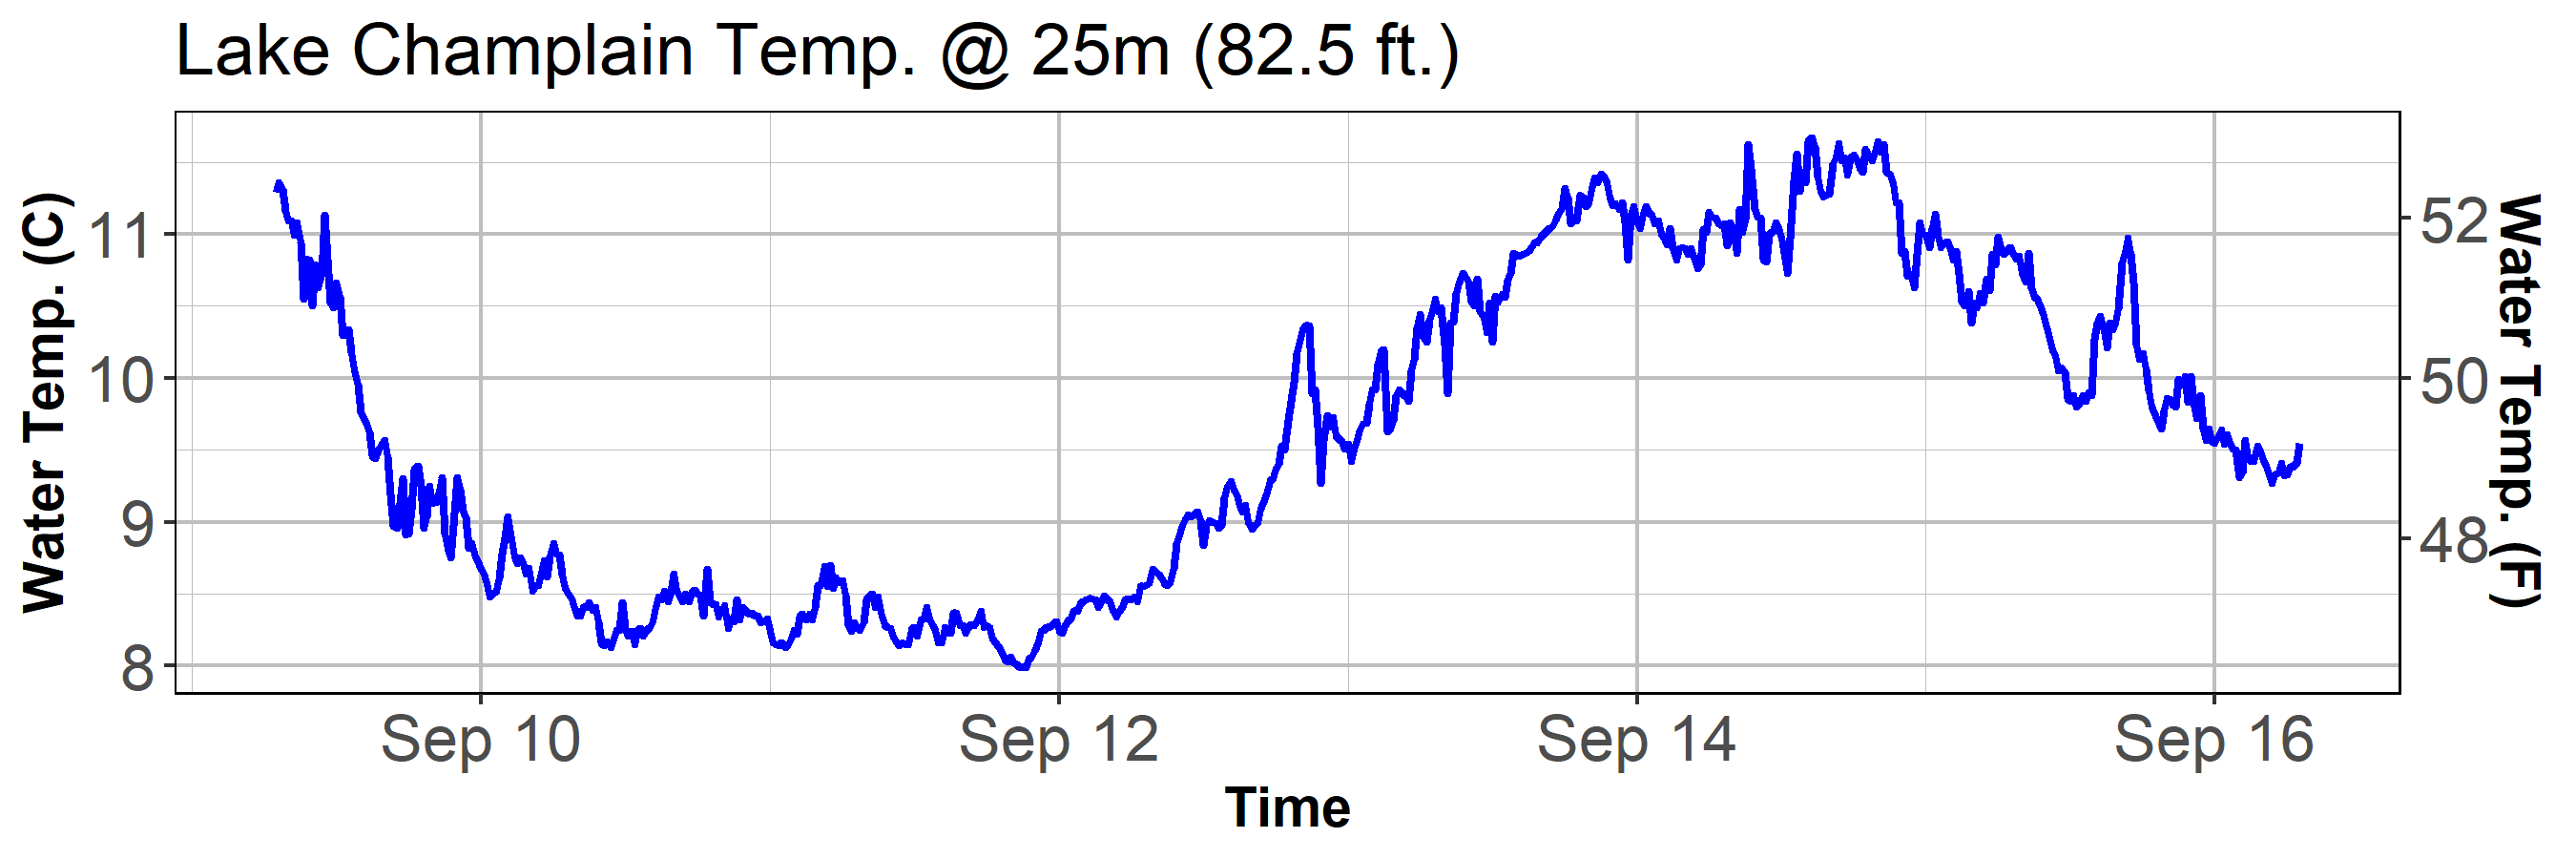 Lake Champlain Temp. @ 25m (82.5 ft.)
Water Temp. (C)
11
10
9
8
52
50
48
Water Temp. (F)
Sep 10
Sep 12
Sep 14
Sep 16
Time